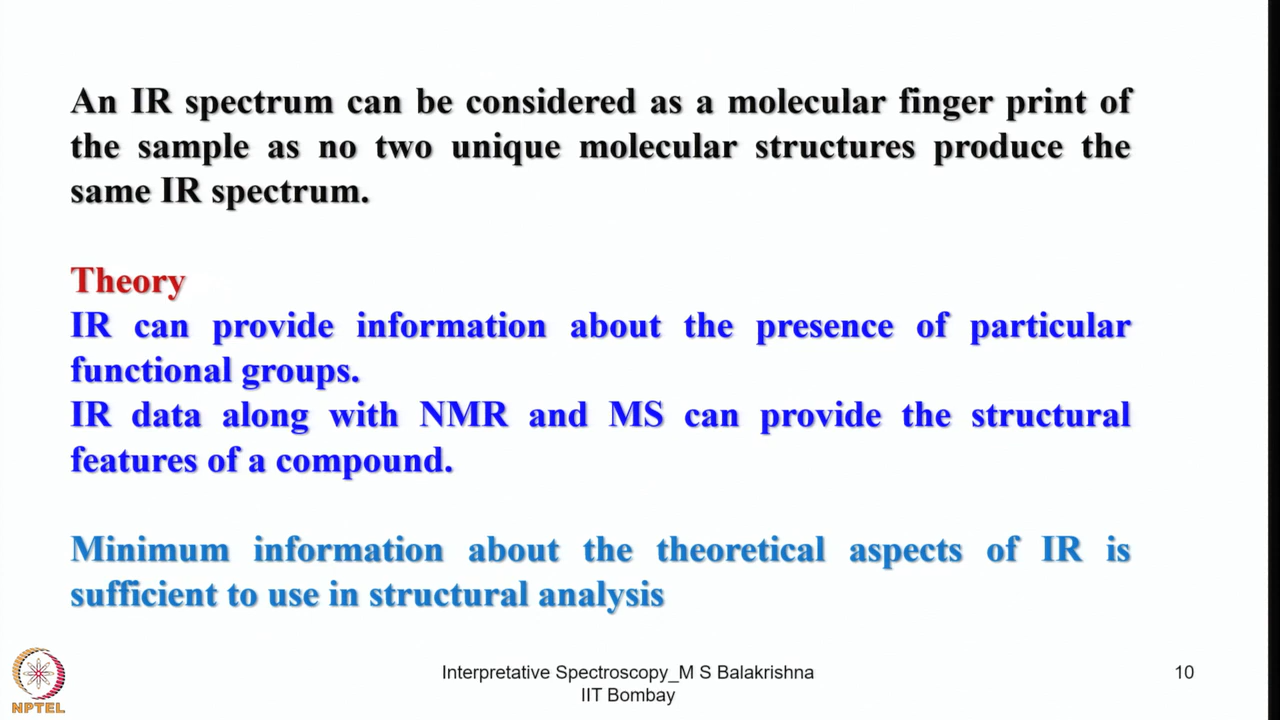 An IR spectrum can be considered as a molecular finger print of
the sample as no two unique molecular structures produce the
same IR spectrum.
Theory
IR can provide information about the presence of particular
functional groups.
IR data along with NMR and MS can provide the structural
features of a compound.
Minimum information about the theoretical aspects of IR is
sufficient to use in structural analysis
NPTEL
Interpretative Spectroscopy_M S Balakrishna
IIT Bombay
10